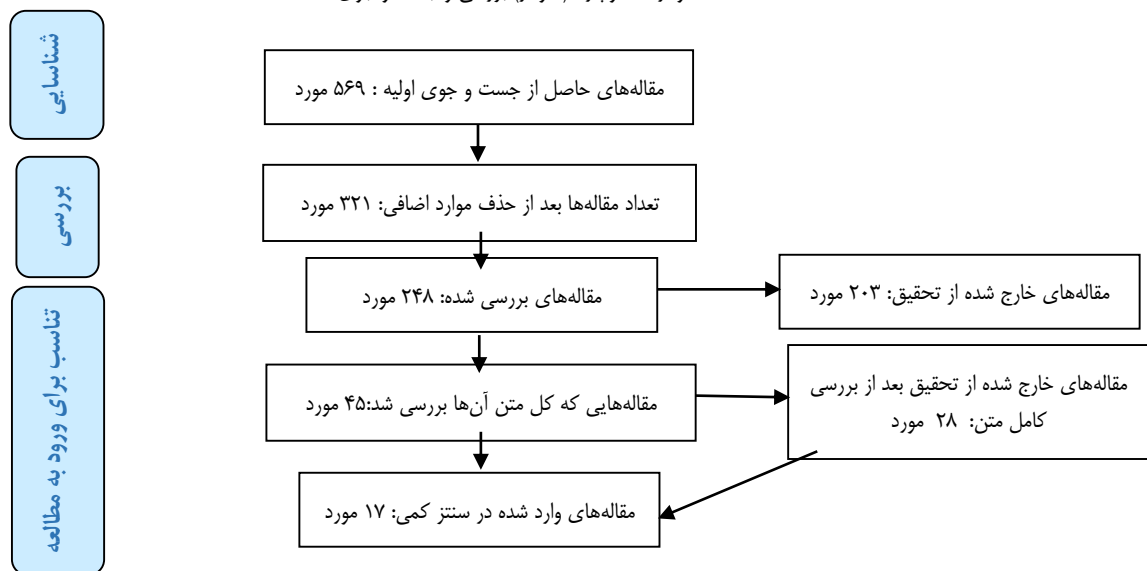 شناسایی
مقاله‌های حاصل از جست و جوی اولیه : ۵۶۹ مورد
بررسی
تعداد مقاله‌ها بعد از حذف موارد اضافی: ۳۲۱ مورد
مقاله‌های بررسی شده: ۲۴۸ مورد
مقاله‌های خارج شده از تحقیق: ۲۰۳ مورد
تناسب برای ورود به مطالعه
مقاله‌هایی که کل متن آن‌ها بررسی شد:۴۵ مورد
مقاله‌های خارج شده از تحقیق بعد از بررسی
کامل متن: ۲۸ مورد
مقاله‌های وارد شده در سنتز کمی: ۱۷ مورد